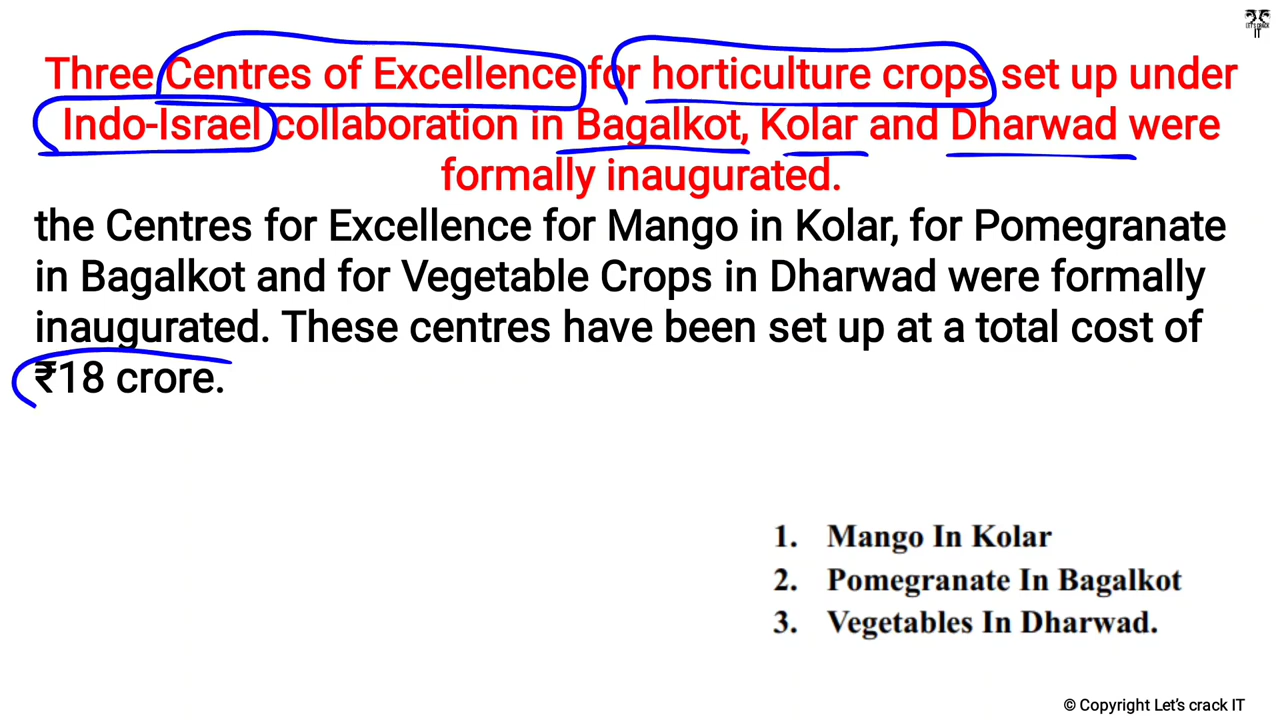 LET'S CRACK
IT
Three Centres of Excellence for horticulture crops set up under
Indo-Israel collaboration in Bagalkot, Kolar and Dharwad were
formally inaugurated.
the Centres for Excellence for Mango in Kolar, for Pomegranate
in Bagalkot and for Vegetable Crops in Dharwad were formally
inaugurated. These centres have been set up at a total cost of
₹18 crore.
1. Mango In Kolar
2. Pomegranate In Bagalkot
3. Vegetables In Dharwad.
© Copyright Let's crack IT